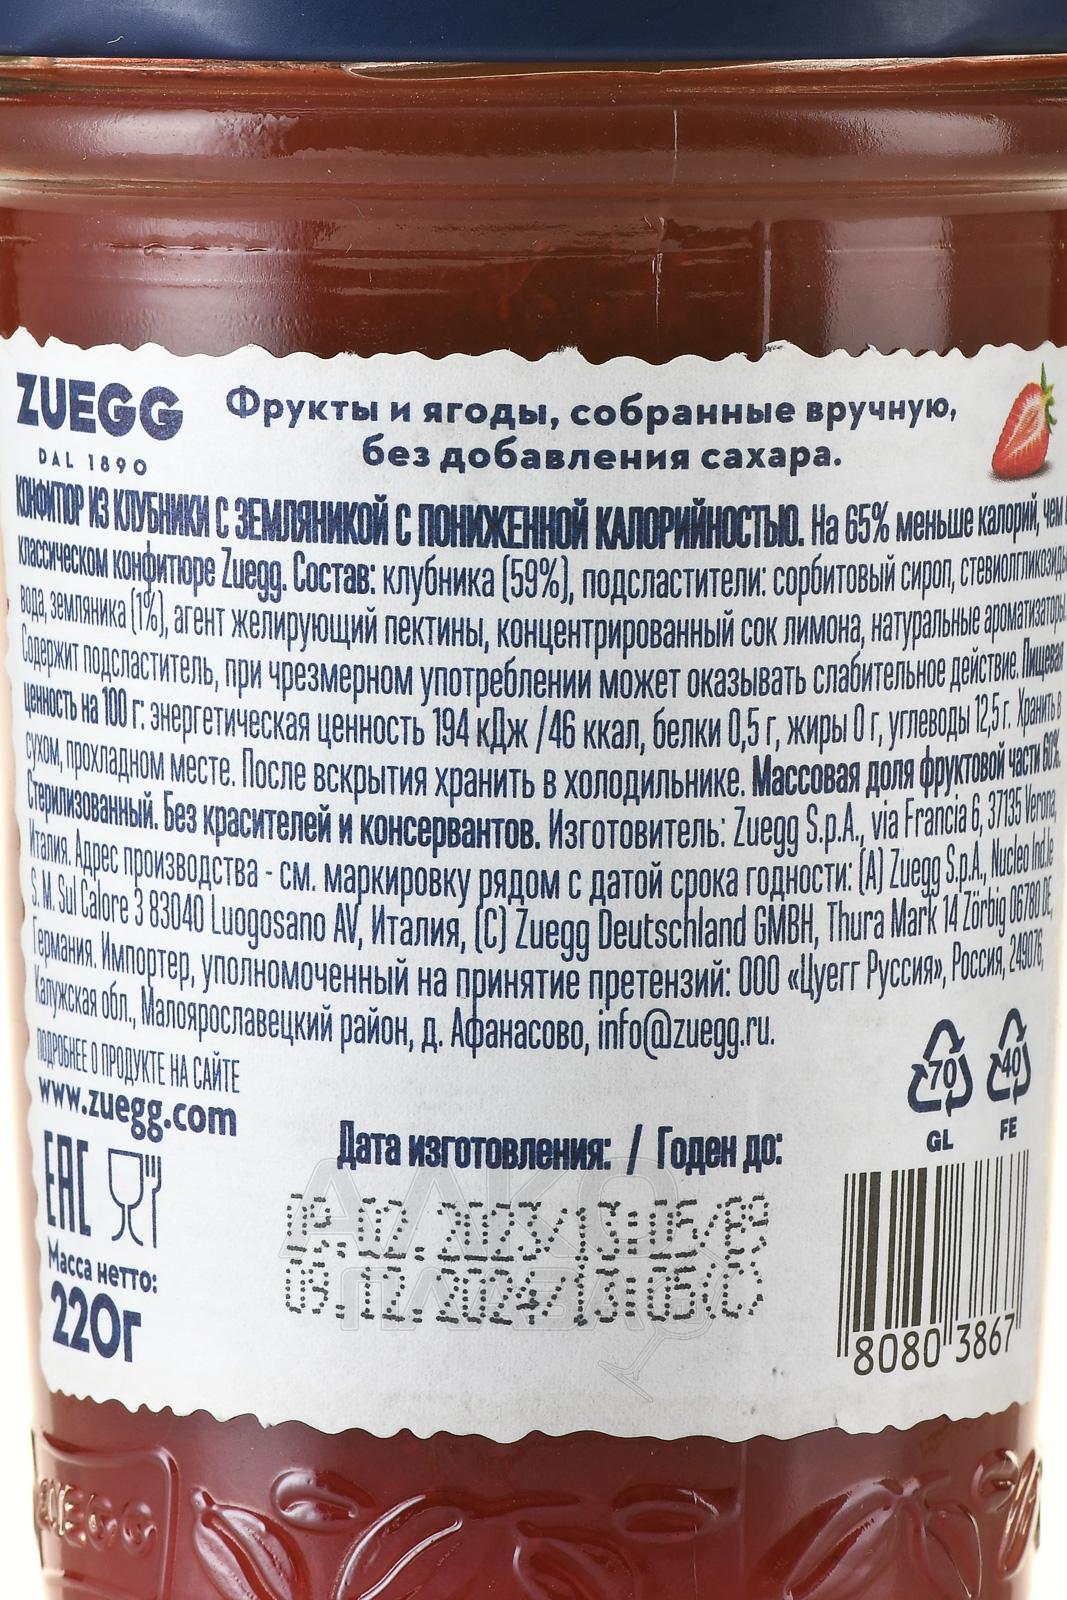 ZUEGG
DAL 1890
Фрукты и ягоды, собранные вручную,
без добавления сахара.
КОНФИТЮР ИЗ КЛУБНИКИ С ЗЕМЛЯНИКОЙ С ПОНИЖЕННОЙ КАЛОРИЙНОСТЬЮ. На 65% меньше калорий, чем в
классическом конфитюре Zuegg. Состав: клубника (59%), подсластители: сорбитовый сироп, стевиолгликозиды,
вода, земляника (1%), агент желирующий пектины, концентрированный сок лимона, натуральные ароматизаторы.
Содержит подсластитель, при чрезмерном употреблении может оказывать слабительное действие. Пищевая
ценность на 100 г: энергетическая ценность 194 кДж /46 ккал, белки 0,5 г, жиры 0 г, углеводы 12,5 г. Хранить в
сухом, прохладном месте. После вскрытия хранить в холодильнике. Массовая доля фруктовой части 60%.
Стерилизованный. Без красителей и консервантов. Изготовитель: Zuegg S.p.A., via Francia 6, 37135 Verona,
Италия. Адрес производства - см. маркировку рядом с датой срока годности: (A) Zuegg S.p.A., Nucleo Ind.le
S. M. Sul Calore 3 83040 Luogosano AV, Италия, (C) Zuegg Deutschland GMBH, Thura Mark 14 Zörbig 06780 DE,
Германия. Импортер, уполномоченный на принятие претензий: ООО «Цуегг Руссия», Россия, 249076,
Калужская обл., Малоярославецкий район, д. Афанасово, info@zuegg.ru.
ПОДРОБНЕЕ О ПРОДУКТЕ НА САЙТЕ
www.zuegg.com
70
GL
40
FE
EAC
Дата изготовления: / Годен до:
09.12.2024/13:05(C)
Масса нетто:
220г
8080 3867
ZUEGG